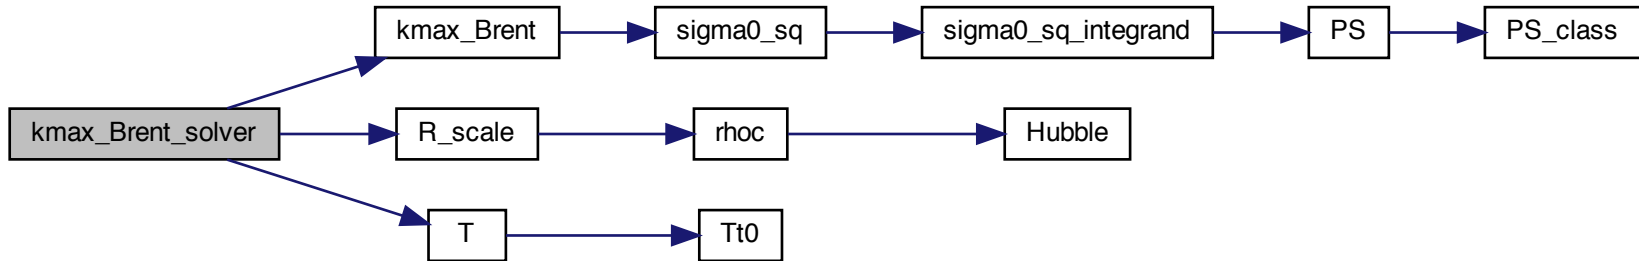 kmax_Brent
sigma0_sq
sigma0_sq_integrand
PS
PS_class
kmax_Brent_solver
R_scale
rhoc
Hubble
T
Tt0